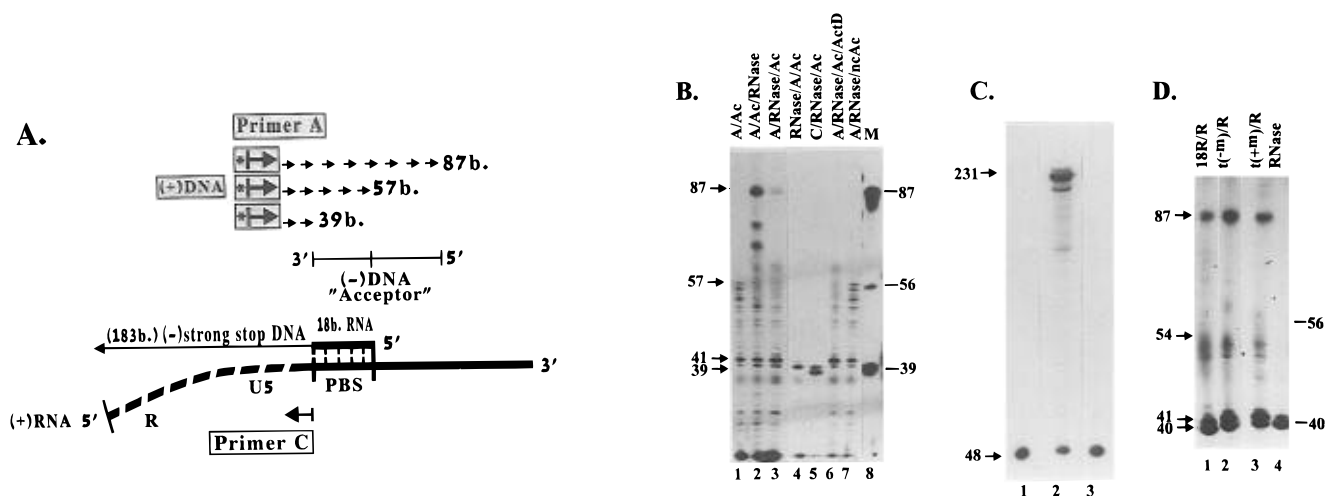 A.
Primer A
87b.
(+)DNA
57b.
39b.
3' 5'
(-)DNA
"Acceptor"
(183b.) (-)strong stop DNA 18b. RNA 5'
3'
U5 PBS
(+)RNA 5' R
Primer C
B.
A/Ac
A/Ac/RNase
A/RNase/Ac
RNase/A/Ac
C/RNase/Ac
A/RNase/Ac/ActD
A/RNase/ncAc
M
87 87
57 56
41
39 39
1 2 3 4 5 6 7 8
C.
231
48
1 2 3
D.
18R/R
t(-m)/R
t(+m)/R
RNase
87
56
54
41
40 40
1 2 3 4